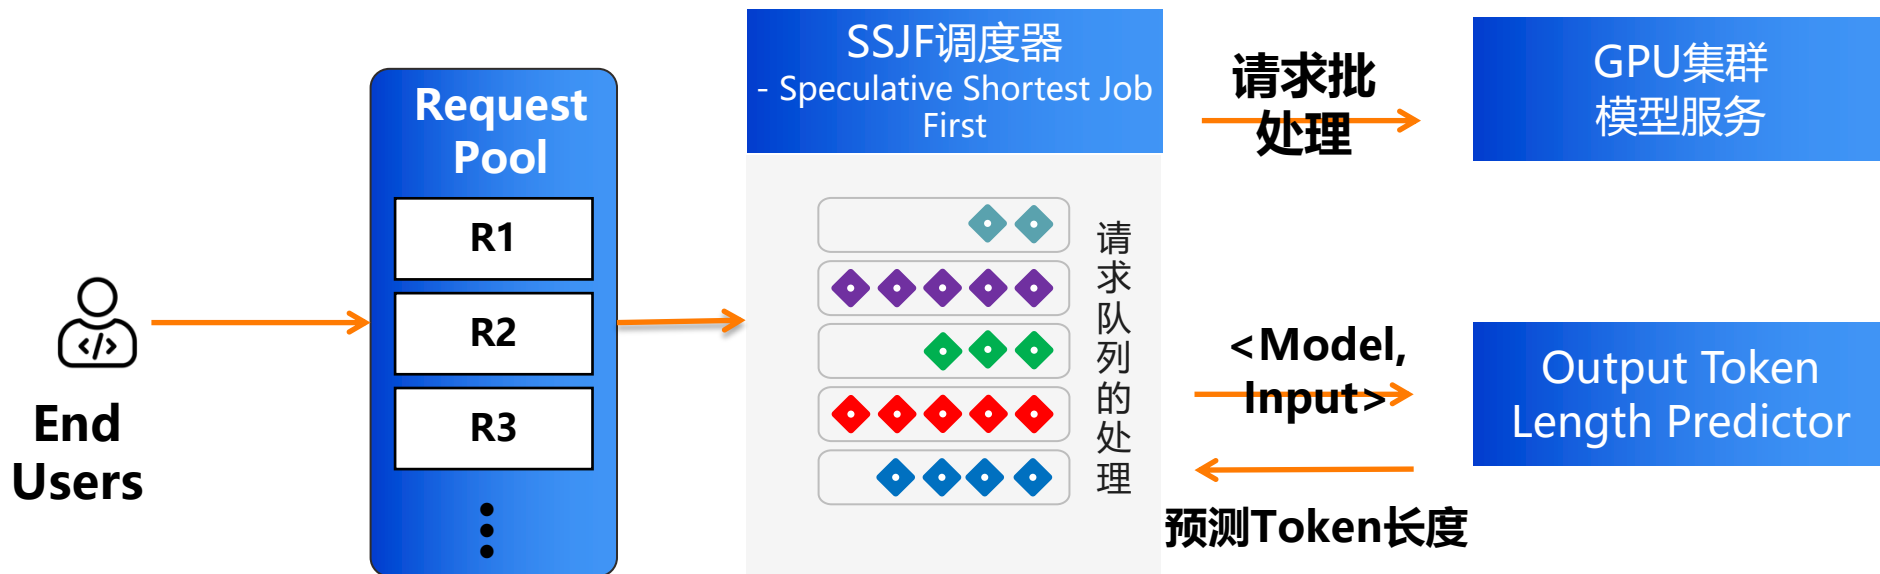 End
Users
</>
Request
Pool
R1
R2
R3
SSJF调度器
- Speculative Shortest Job
First
请求队列的处理
请求批
处理
GPU集群
模型服务
<Model,
Input>
Output Token
Length Predictor
预测Token长度